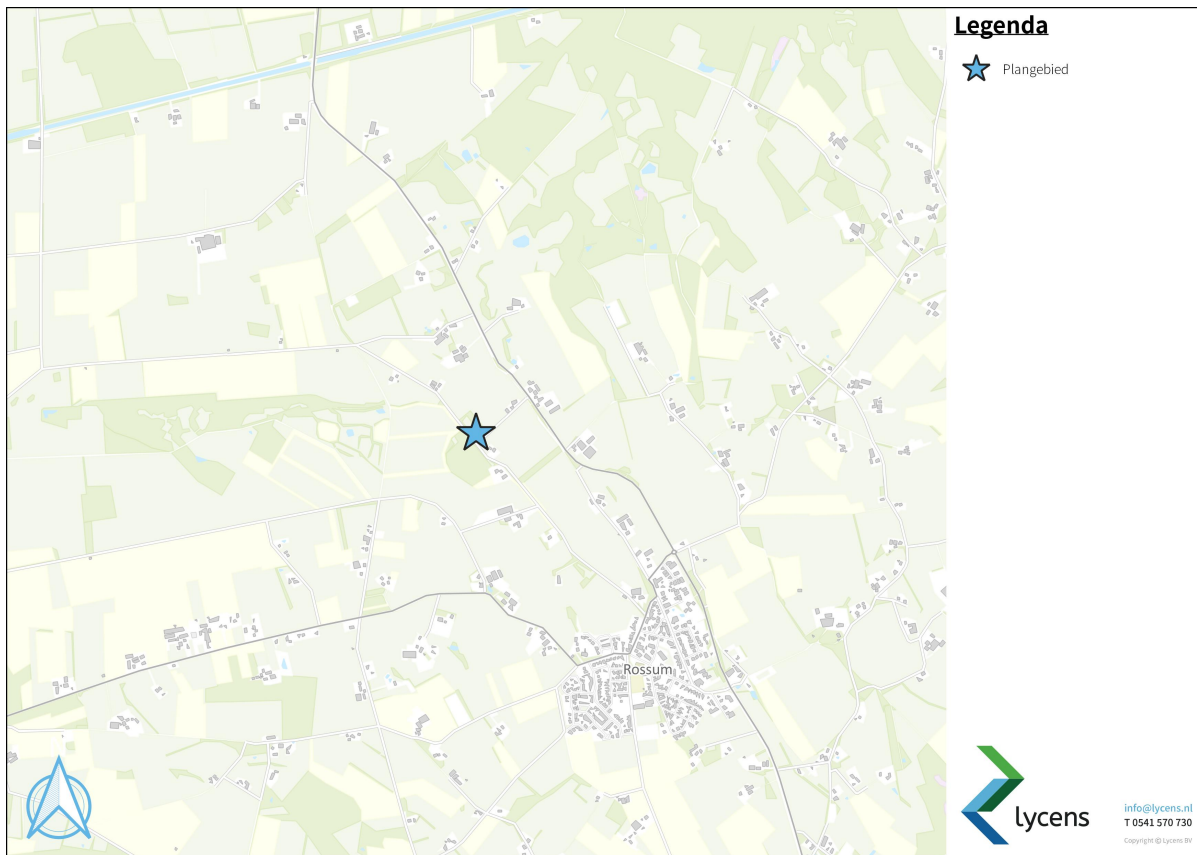 Legenda
Plangebied
Rossum
lycens
info@lycens.nl
T 0541 570 730
Copyright @ Lycens BV